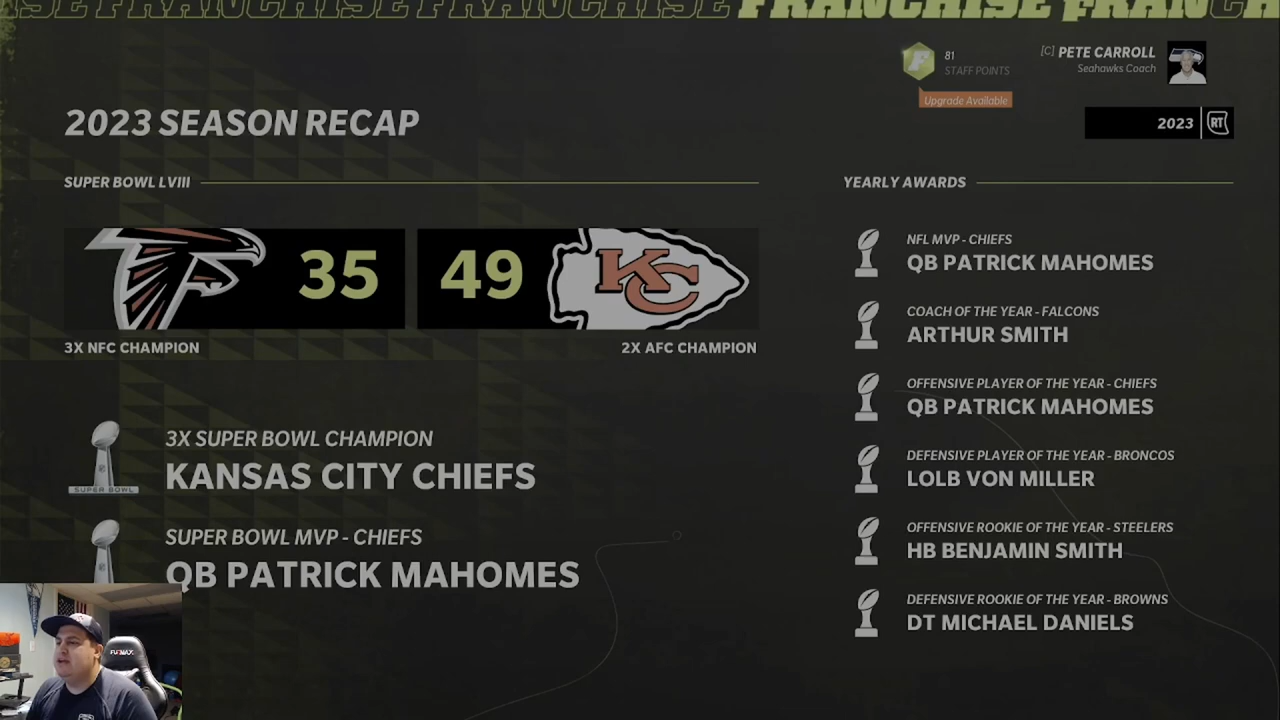 FRANCHISE FRANCHISE FRANCHISE FRANCHISE
81
STAFF POINTS
Upgrade Available
[C] PETE CARROLL
Seahawks Coach
2023 RT
2023 SEASON RECAP
SUPER BOWL LVIII
35
49
KC
3X NFC CHAMPION
2X AFC CHAMPION
SUPER BOWL
3X SUPER BOWL CHAMPION
KANSAS CITY CHIEFS
SUPER BOWL MVP - CHIEFS
QB PATRICK MAHOMES
YEARLY AWARDS
NFL MVP - CHIEFS
QB PATRICK MAHOMES
COACH OF THE YEAR - FALCONS
ARTHUR SMITH
OFFENSIVE PLAYER OF THE YEAR - CHIEFS
QB PATRICK MAHOMES
DEFENSIVE PLAYER OF THE YEAR - BRONCOS
LOLB VON MILLER
OFFENSIVE ROOKIE OF THE YEAR - STEELERS
HB BENJAMIN SMITH
DEFENSIVE ROOKIE OF THE YEAR - BROWNS
DT MICHAEL DANIELS